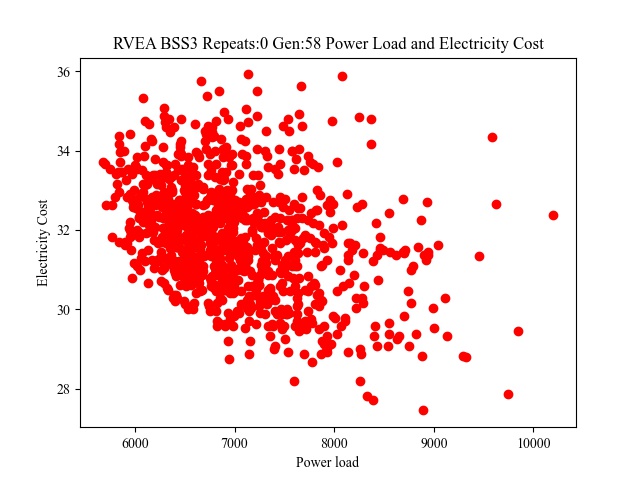 RVEA BSS3 Repeats:0 Gen:58 Power Load and Electricity Cost
36
34
32
30
28
Electricity Cost
6000 7000 8000 9000 10000
Power load